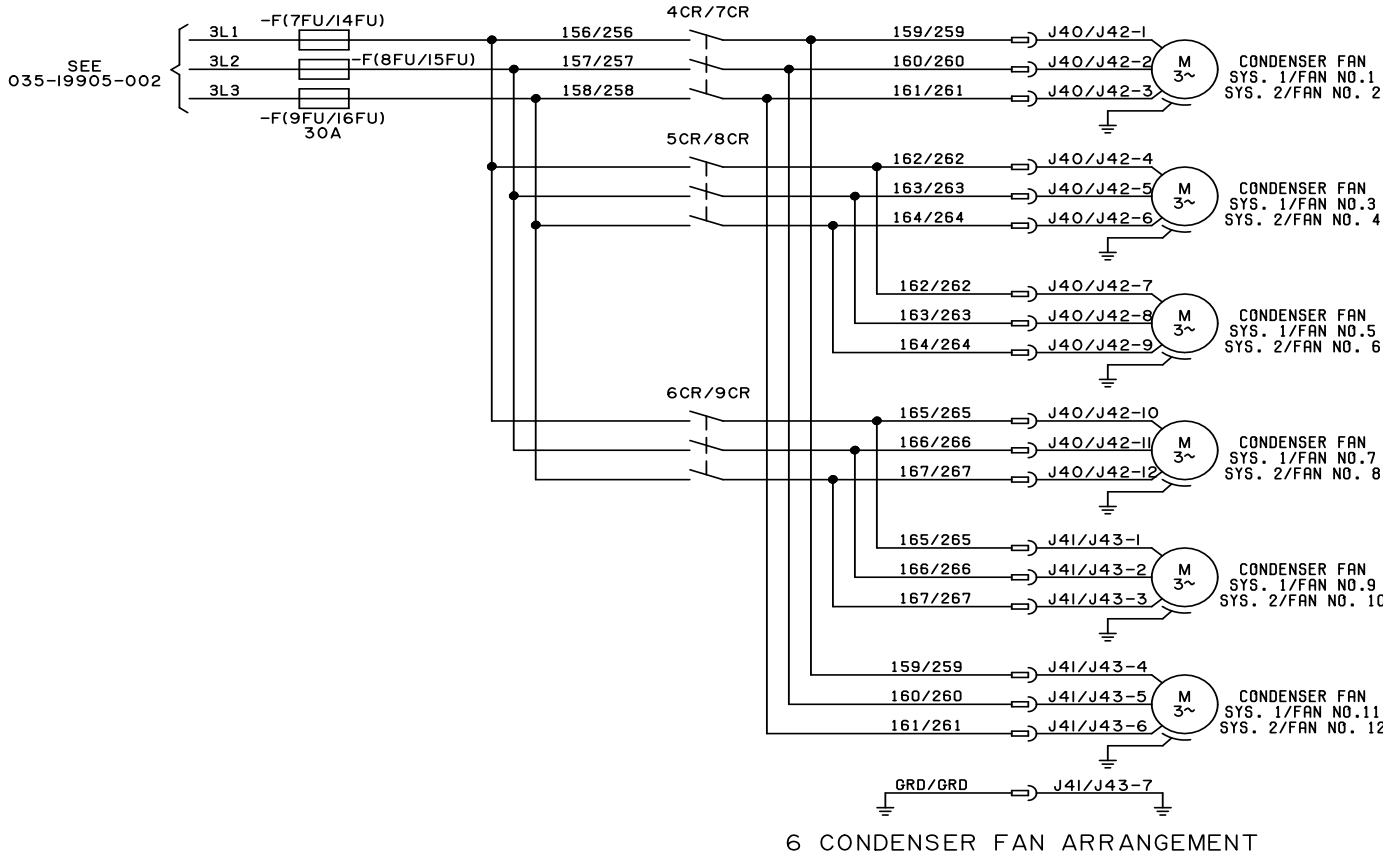 4CR/7CR
-F(7FU/14FU)
3L1
156/256
159/259
J40/J42-1
3L2
-F(8FU/15FU)
157/257
160/260
J40/J42-2
3L3
158/258
161/261
J40/J42-3
SEE
035-19905-002
M
3~
CONDENSER FAN
SYS. 1/FAN NO.1
SYS. 2/FAN NO. 2
-F(9FU/16FU)
30A
5CR/8CR
162/262
J40/J42-4
163/263
J40/J42-5
164/264
J40/J42-6
M
3~
CONDENSER FAN
SYS. 1/FAN NO.3
SYS. 2/FAN NO. 4
162/262
J40/J42-7
163/263
J40/J42-8
164/264
J40/J42-9
M
3~
CONDENSER FAN
SYS. 1/FAN NO.5
SYS. 2/FAN NO. 6
6CR/9CR
165/265
J40/J42-10
166/266
J40/J42-11
167/267
J40/J42-12
M
3~
CONDENSER FAN
SYS. 1/FAN NO.7
SYS. 2/FAN NO. 8
165/265
J41/J43-1
166/266
J41/J43-2
167/267
J41/J43-3
M
3~
CONDENSER FAN
SYS. 1/FAN NO.9
SYS. 2/FAN NO. 10
159/259
J41/J43-4
160/260
J41/J43-5
161/261
J41/J43-6
M
3~
CONDENSER FAN
SYS. 1/FAN NO.11
SYS. 2/FAN NO. 12
GRD/GRD
J41/J43-7
6 CONDENSER FAN ARRANGEMENT